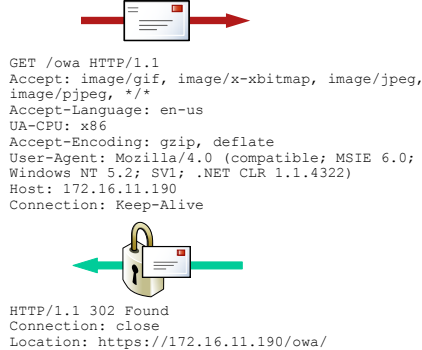 GET /owa HTTP/1.1
Accept: image/gif, image/x-xbitmap, image/jpeg,
image/pjpeg, */*
Accept-Language: en-us
UA-CPU: x86
Accept-Encoding: gzip, deflate
User-Agent: Mozilla/4.0 (compatible; MSIE 6.0;
Windows NT 5.2; SV1; .NET CLR 1.1.4322)
Host: 172.16.11.190
Connection: Keep-Alive
HTTP/1.1 302 Found
Connection: close
Location: https://172.16.11.190/owa/